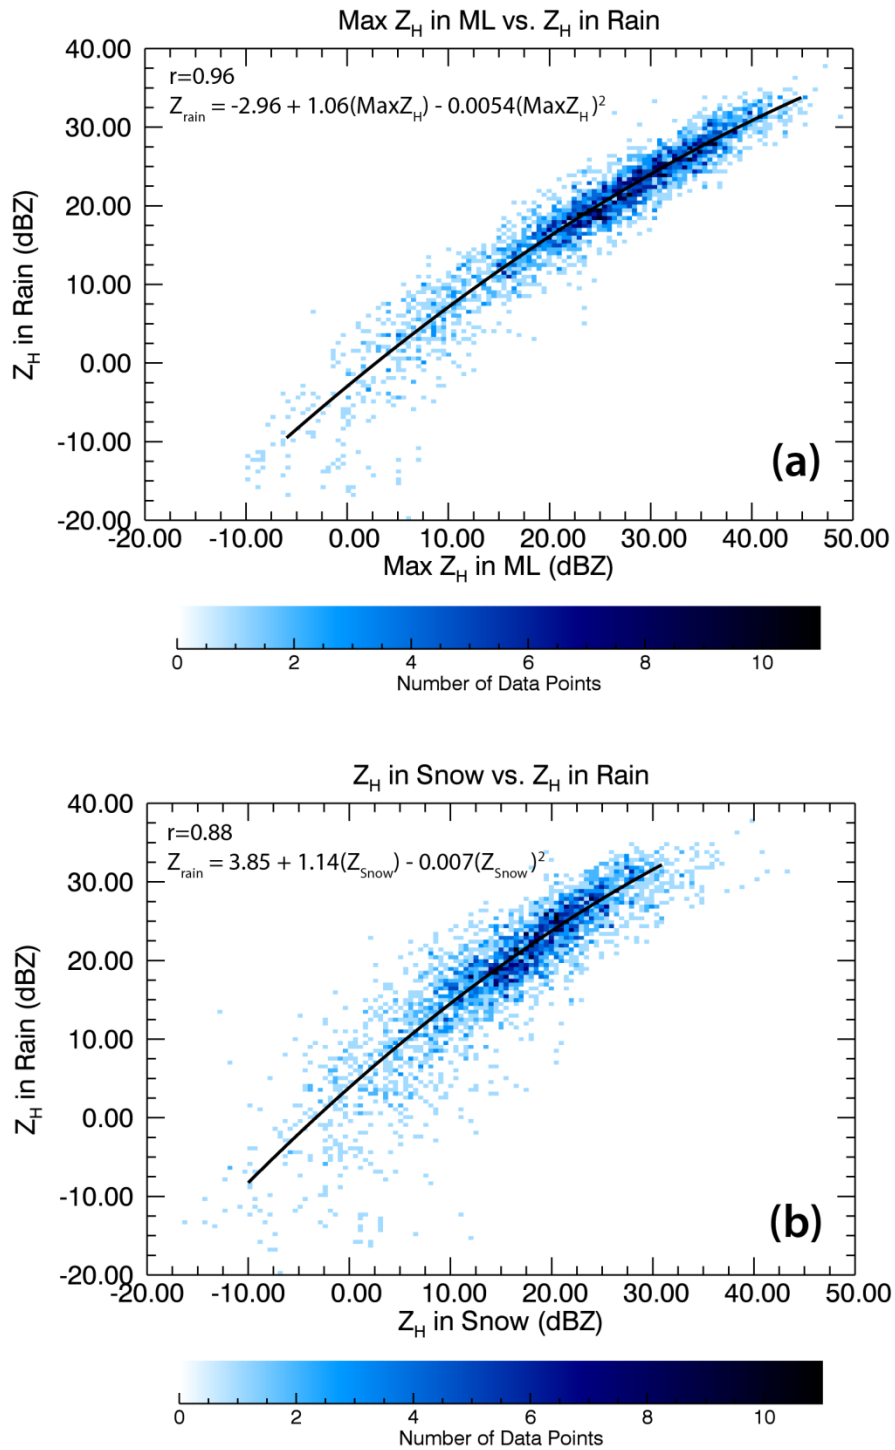 Max Z_H in ML vs. Z_H in Rain
40.00
r=0.96
Z_rain = -2.96 + 1.06(MaxZ_H) - 0.0054(MaxZ_H)^2
30.00
20.00
Z_H in Rain (dBZ)
10.00
0.00
-10.00
(a)
-20.00
-20.00 -10.00 0.00 10.00 20.00 30.00 40.00 50.00
Max Z_H in ML (dBZ)
0 2 4 6 8 10
Number of Data Points
Z_H in Snow vs. Z_H in Rain
40.00
r=0.88
Z_rain = 3.85 + 1.14(Z_Snow) - 0.007(Z_Snow)^2
30.00
20.00
Z_H in Rain (dBZ)
10.00
0.00
-10.00
(b)
-20.00
-20.00 -10.00 0.00 10.00 20.00 30.00 40.00 50.00
Z_H in Snow (dBZ)
0 2 4 6 8 10
Number of Data Points